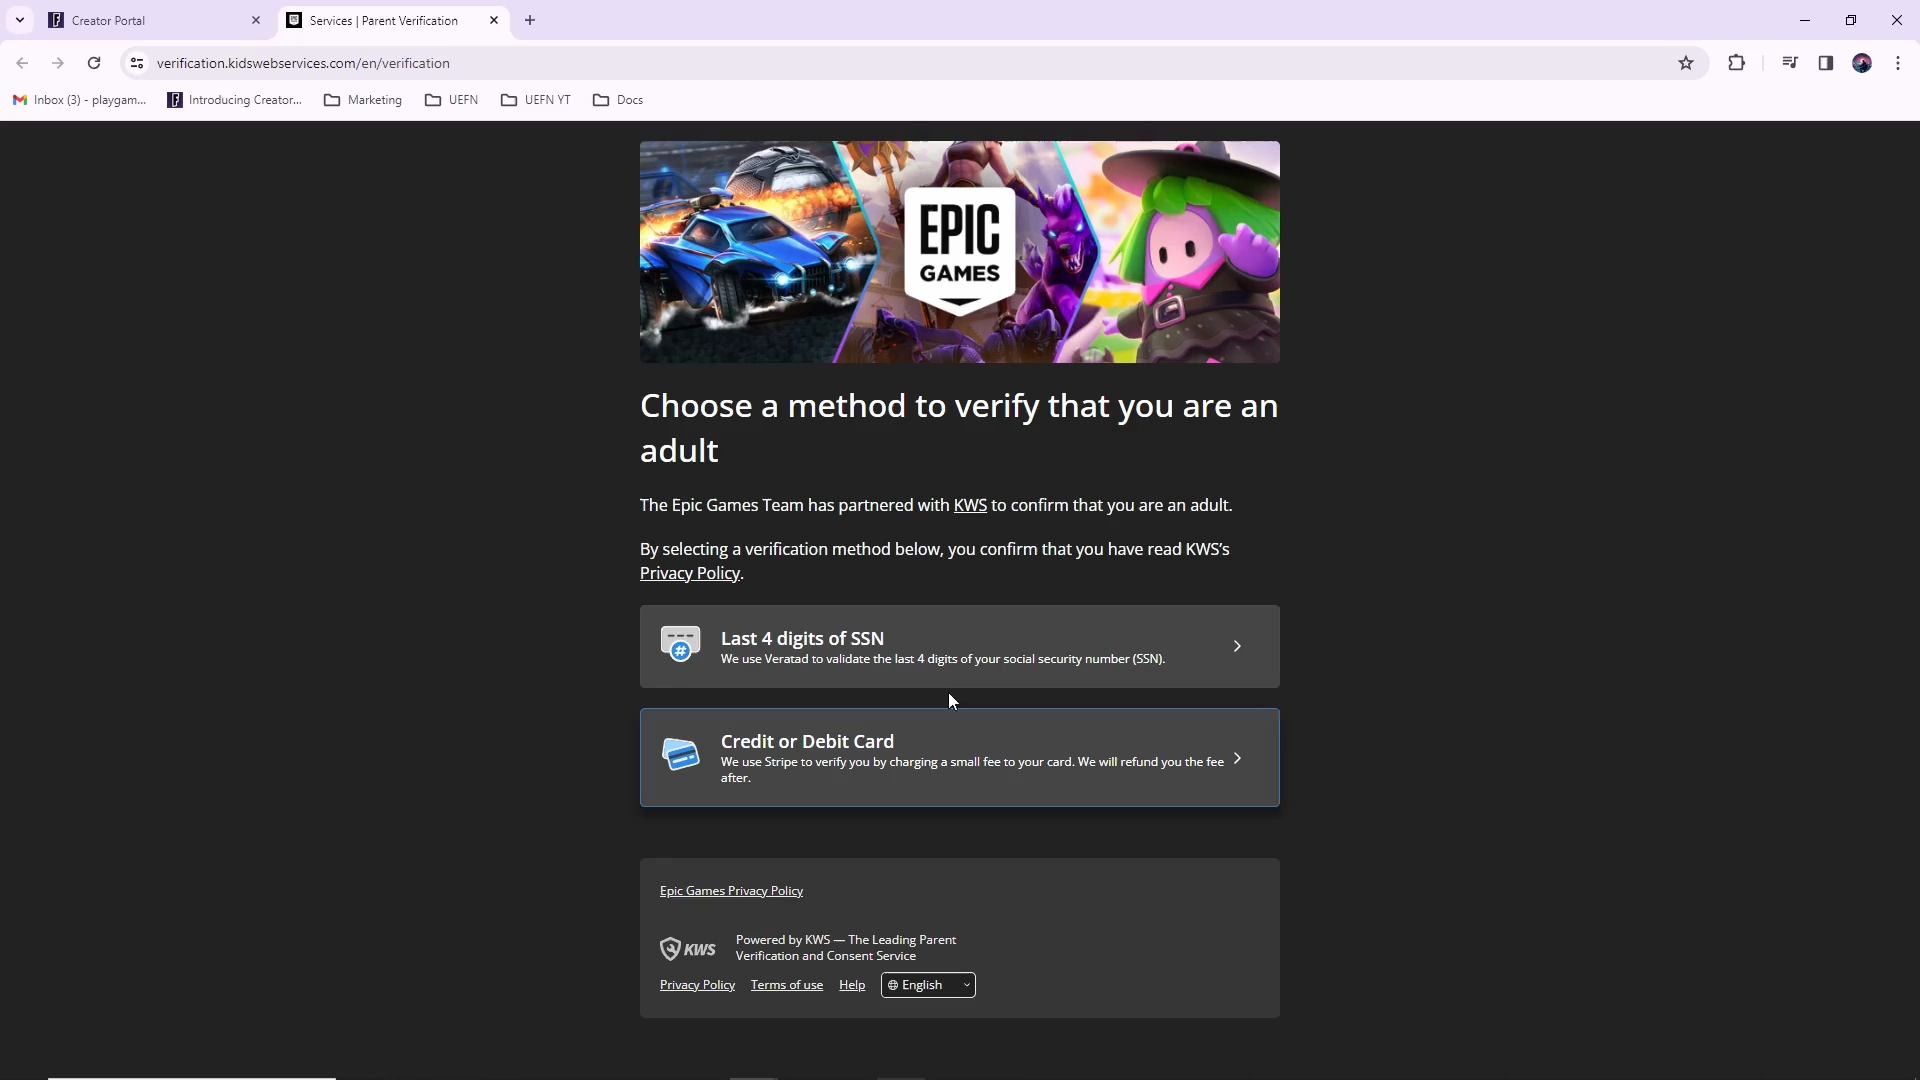 Creator Portal
Services | Parent Verification
verification.kidswebservices.com/en/verification
Inbox (3) - playgam...
Introducing Creator...
Marketing
UEFN
UEFN YT
Docs
EPIC
GAMES
Choose a method to verify that you are an
adult
The Epic Games Team has partnered with KWS to confirm that you are an adult.
By selecting a verification method below, you confirm that you have read KWS's
Privacy Policy.
Last 4 digits of SSN
We use Veratad to validate the last 4 digits of your social security number (SSN).
Credit or Debit Card
We use Stripe to verify you by charging a small fee to your card. We will refund you the fee
after.
Epic Games Privacy Policy
KWS
Powered by KWS — The Leading Parent
Verification and Consent Service
Privacy Policy
Terms of use
Help
English